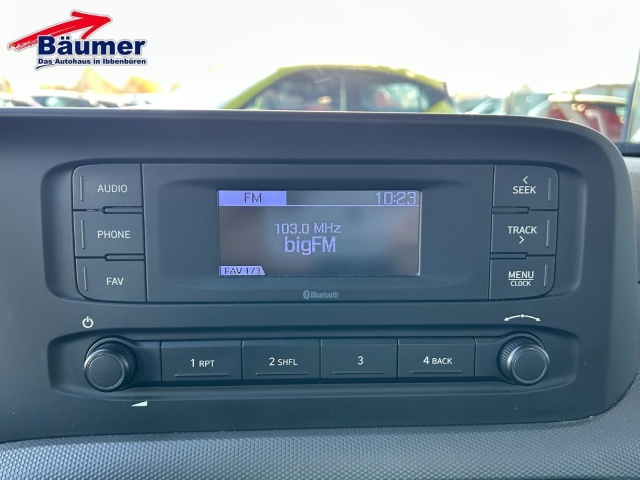 Bäumer
Das Autohaus in Ibbenbüren
AUDIO
PHONE
FAV
FM 10:23
103.0 MHz
bigFM
FAV 1/3
Bluetooth
< SEEK
TRACK >
MENU
CLOCK
1 RPT
2 SHFL
3
4 BACK